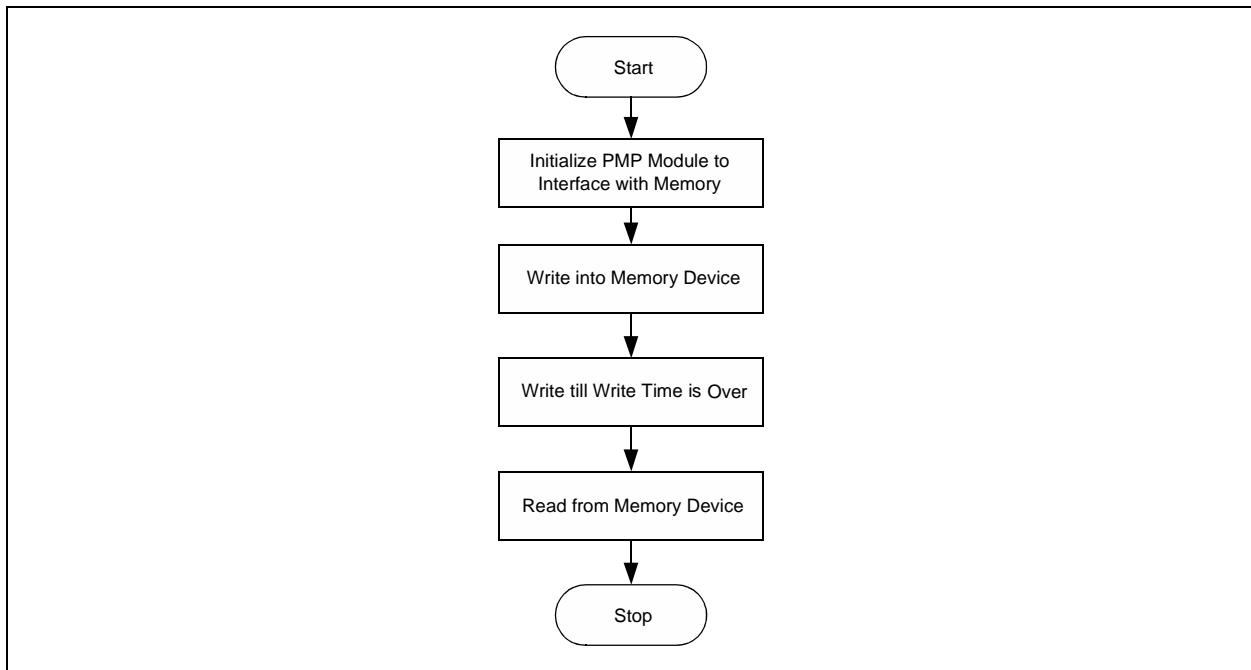 Start
Initialize PMP Module to
Interface with Memory
Write into Memory Device
Write till Write Time is Over
Read from Memory Device
Stop